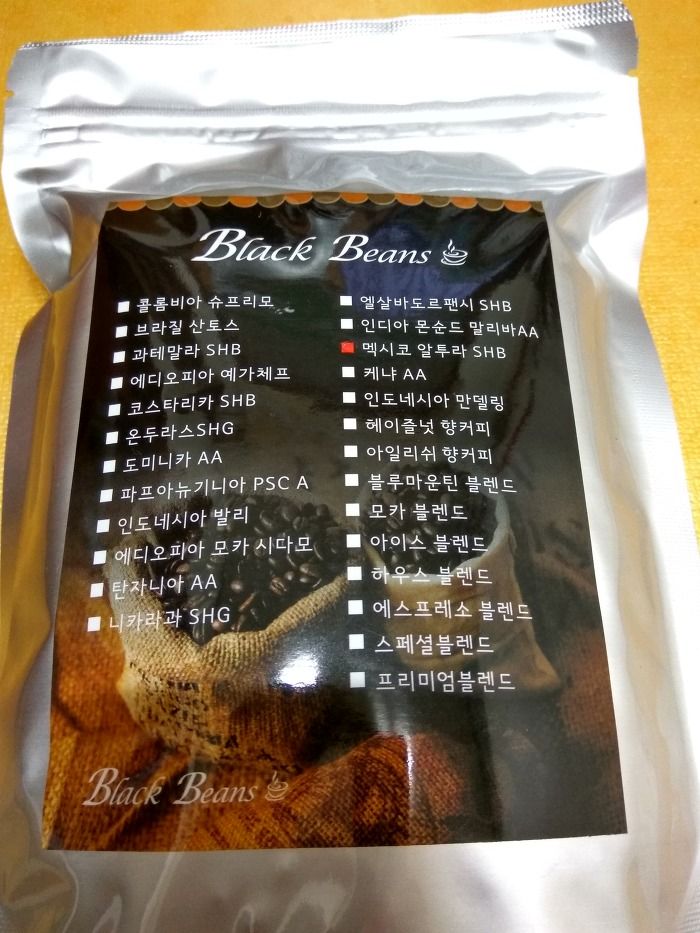 Black Beans
콜롬비아 슈프리모
브라질 산토스
과테말라 SHB
에디오피아 예가체프
코스타리카 SHB
온두라스SHG
도미니카 AA
파프아뉴기니아 PSC A
인도네시아 발리
에디오피아 모카 시다모
탄자니아 AA
니카라과 SHG
엘살바도르팬시 SHB
인디아 몬순드 말리바AA
멕시코 알투라 SHB
케냐 AA
인도네시아 만델링
헤이즐넛 향커피
아일리쉬 향커피
블루마운틴 블렌드
모카 블렌드
아이스 블렌드
하우스 블렌드
에스프레소 블렌드
스페셜블렌드
프리미엄블렌드
Black Beans